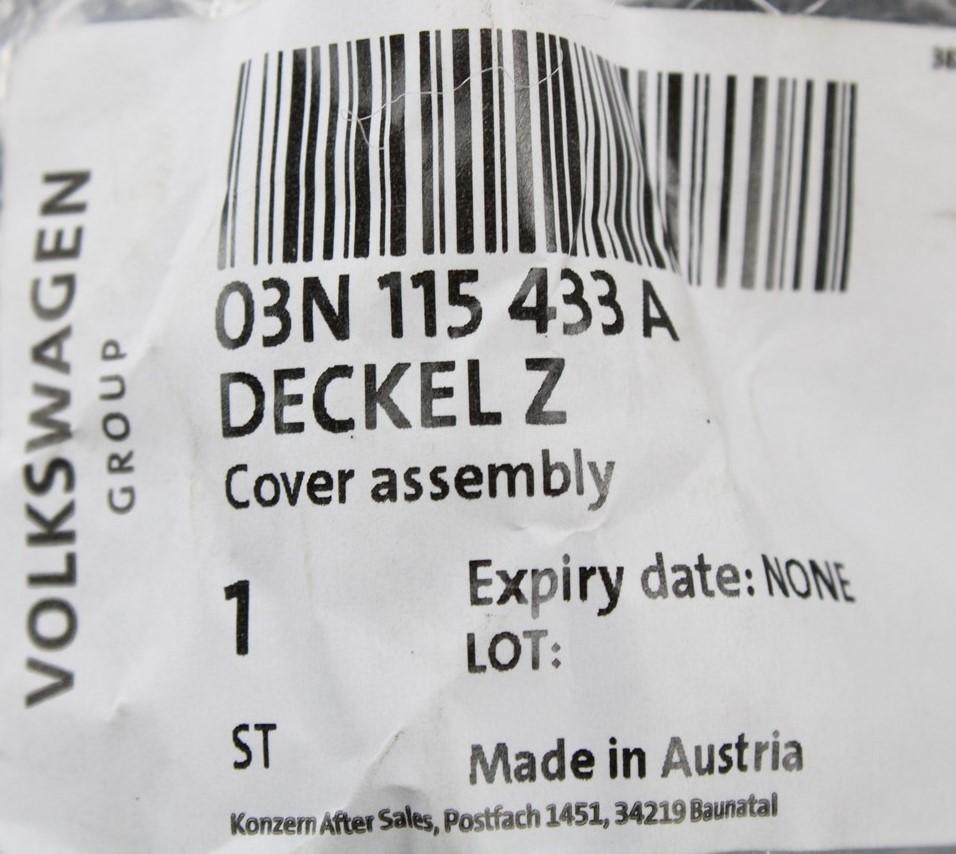 VOLKSWAGEN
GROUP
03N 115 433 A
DECKEL Z
Cover assembly
1
Expiry date: NONE
LOT:
ST
Made in Austria
Konzern After Sales, Postfach 1451, 34219 Baunatal